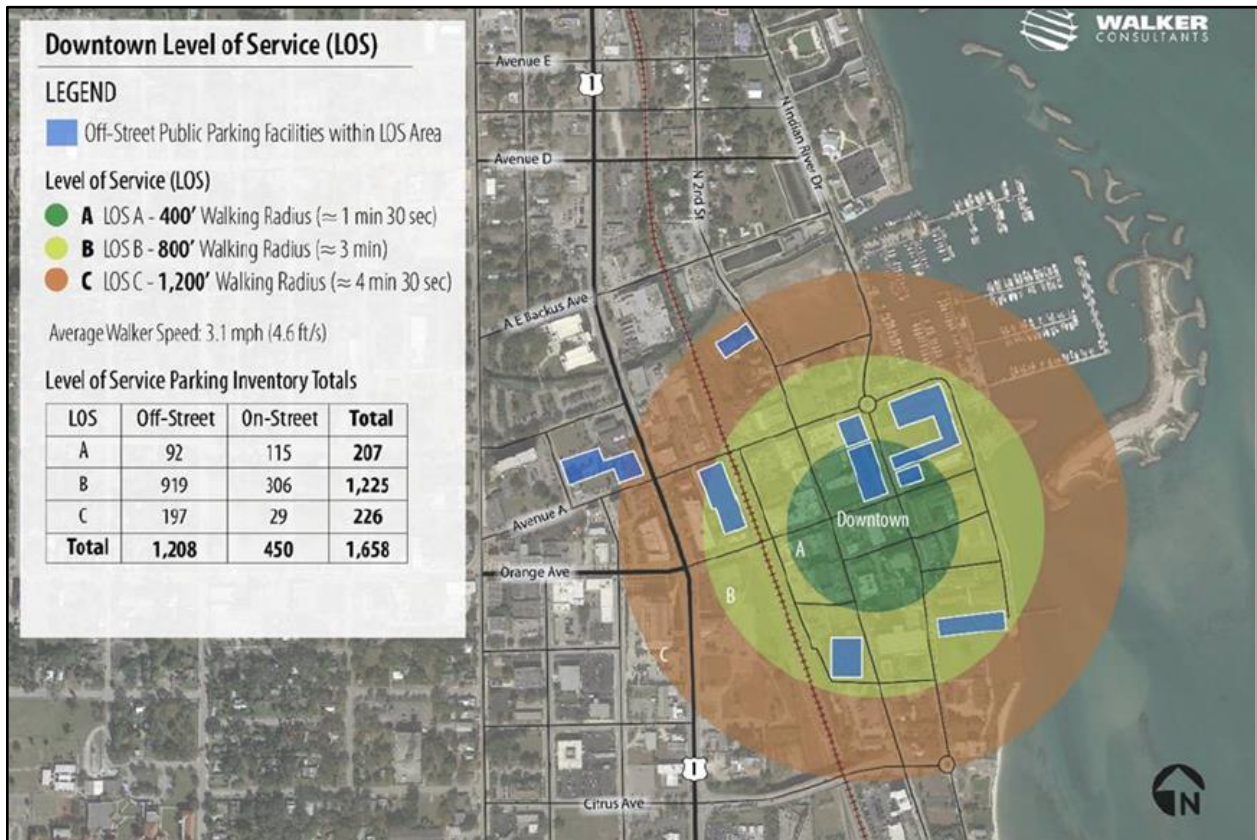 Downtown Level of Service (LOS)
LEGEND
Off-Street Public Parking Facilities within LOS Area
Level of Service (LOS)
A LOS A - 400' Walking Radius (≈ 1 min 30 sec)
B LOS B - 800' Walking Radius (≈ 3 min)
C LOS C - 1,200' Walking Radius (≈ 4 min 30 sec)
Average Walker Speed: 3.1 mph (4.6 ft/s)
Level of Service Parking Inventory Totals
LOS Off-Street On-Street Total
A 92 115 207
B 919 306 1,225
C 197 29 226
Total 1,208 450 1,658
WALKER
CONSULTANTS
Avenue E
1
N Indian River Dr
Avenue D
N 2nd St
A E Backus Ave
Avenue A
Downtown
A
Orange Ave
B
C
1
Citrus Ave
N